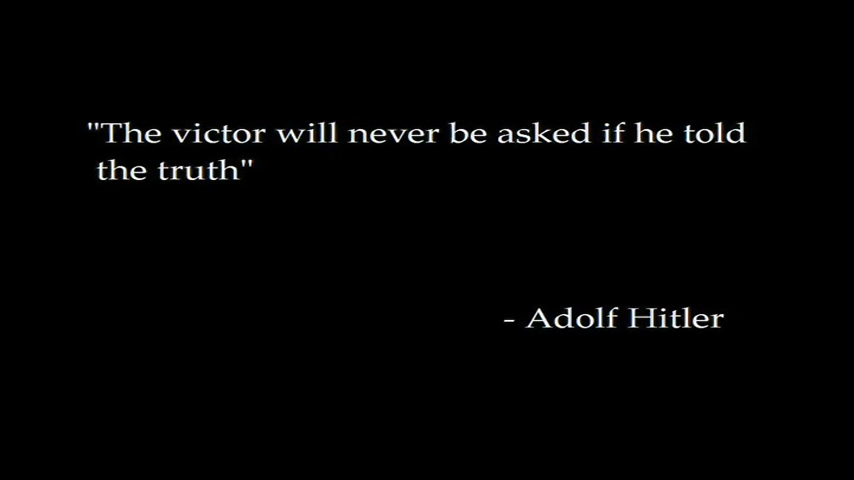 "The victor will never be asked if he told
the truth"
- Adolf Hitler